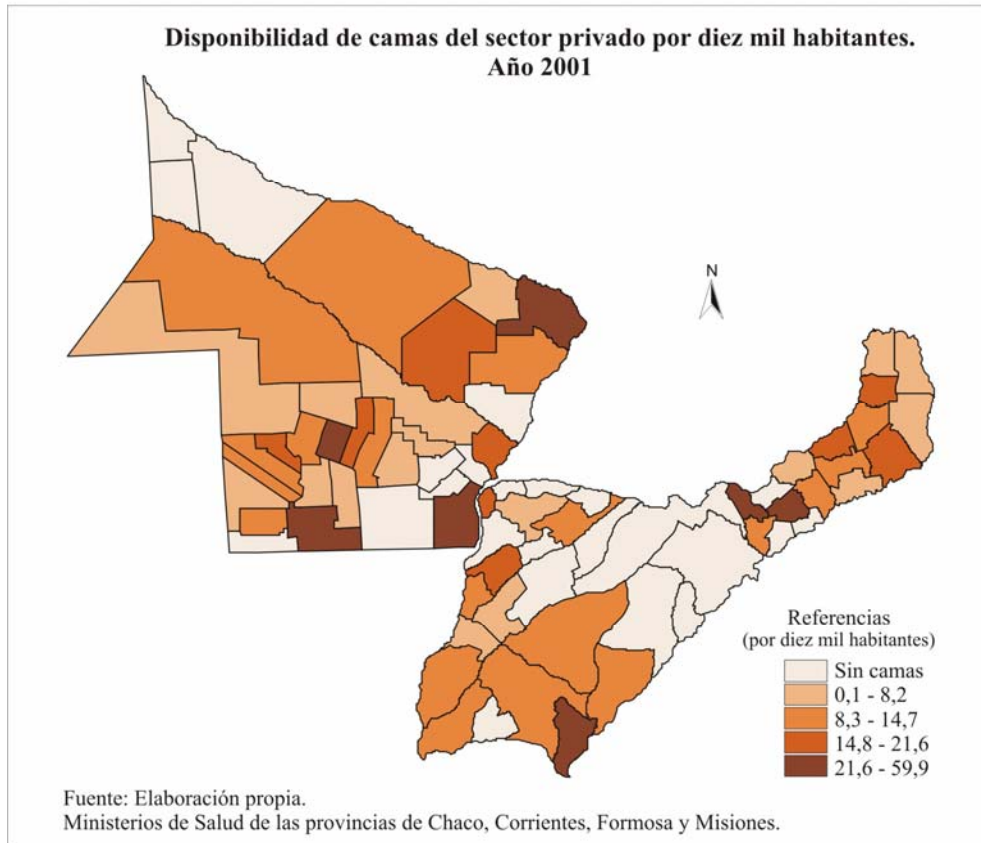 Disponibilidad de camas del sector privado por diez mil habitantes.
Año 2001
N
Referencias
(por diez mil habitantes)
Sin camas
0,1 - 8,2
8,3 - 14,7
14,8 - 21,6
21,6 - 59,9
Fuente: Elaboración propia.
Ministerios de Salud de las provincias de Chaco, Corrientes, Formosa y Misiones.